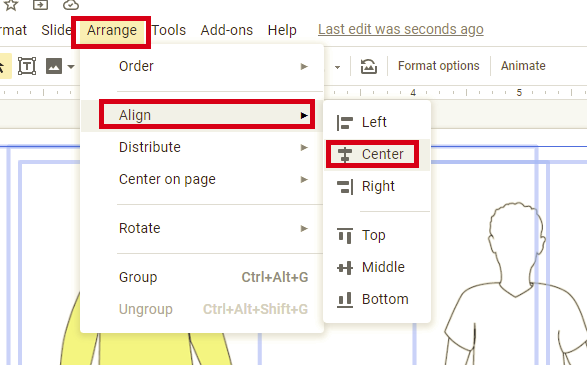 rmat Slide Arrange Tools Add-ons Help Last edit was seconds ago
Format options Animate
4 5
Order
Align
Distribute
Center on page
Rotate
Group Ctrl+Alt+G
Ungroup Ctrl+Alt+Shift+G
Left
Center
Right
Top
Middle
Bottom